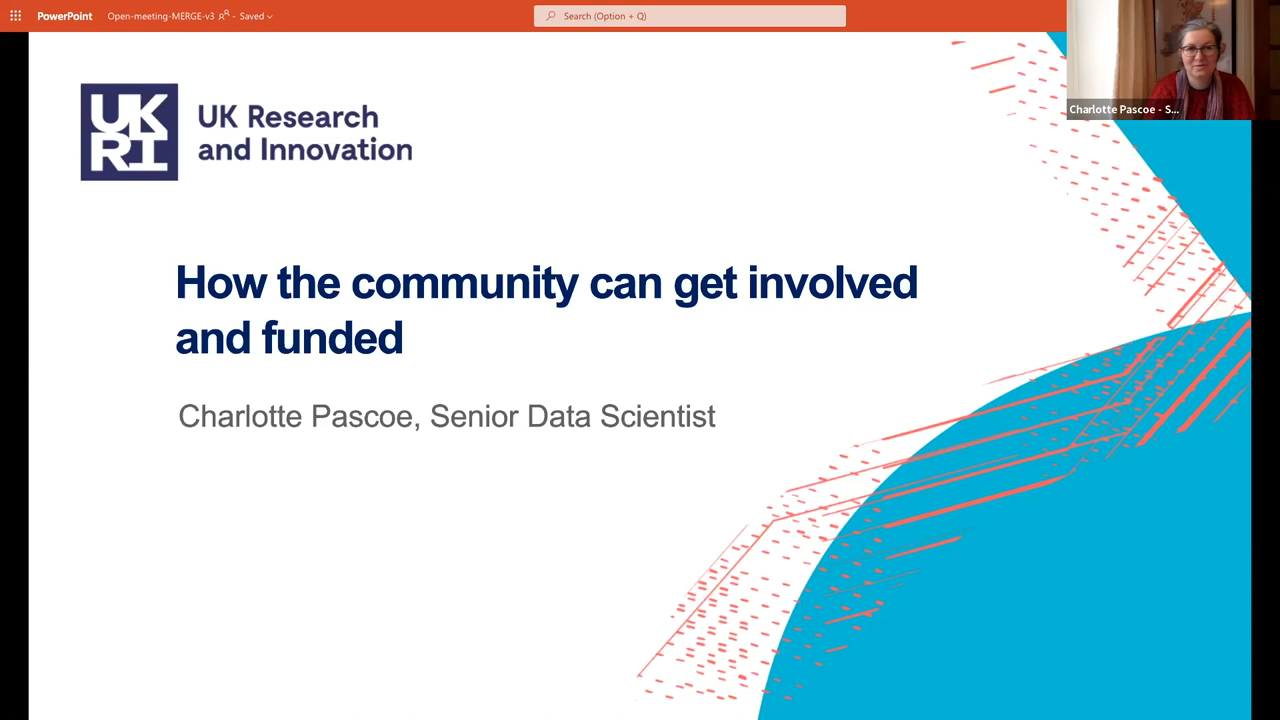 PowerPoint
Open-meeting-MERGE-v3 - Saved
Search (Option + Q)
Charlotte Pascoe - S...
UK
RI
UK Research
and Innovation
How the community can get involved
and funded
Charlotte Pascoe, Senior Data Scientist